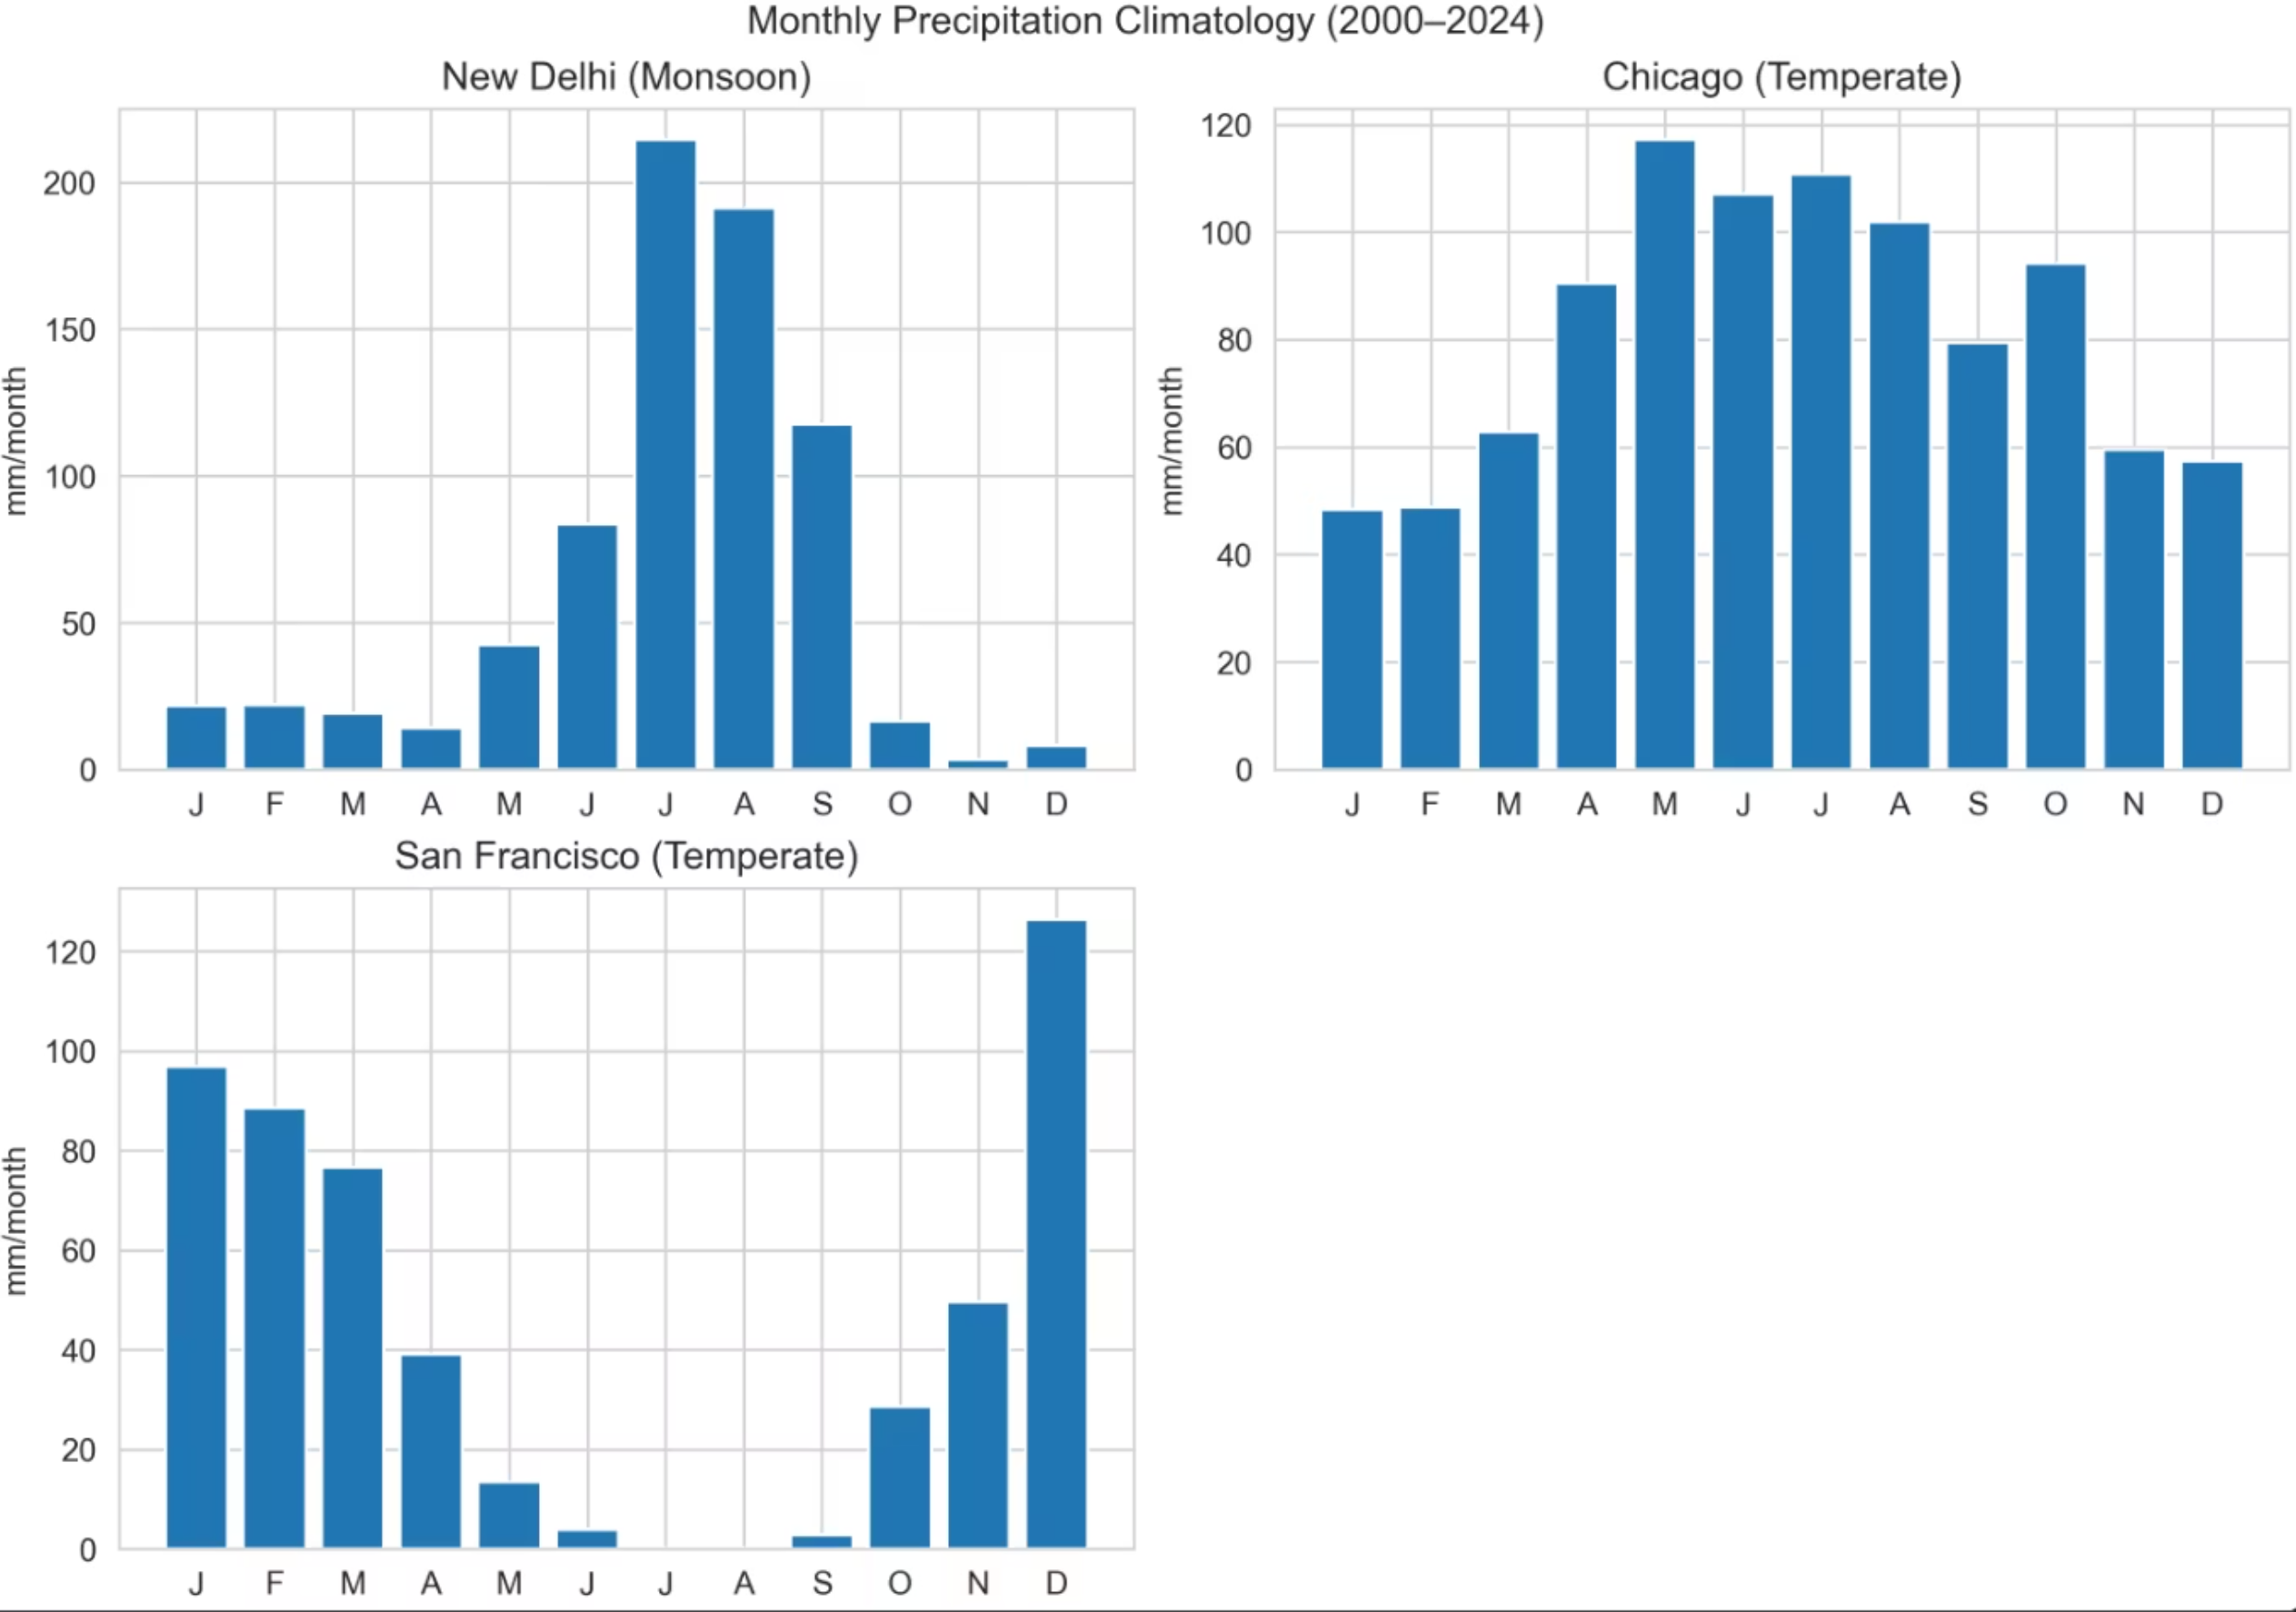 Monthly Precipitation Climatology (2000–2024)
New Delhi (Monsoon)
mm/month
200
150
100
50
0
J F M A M J J A S O N D
Chicago (Temperate)
mm/month
120
100
80
60
40
20
0
J F M A M J J A S O N D
San Francisco (Temperate)
mm/month
120
100
80
60
40
20
0
J F M A M J J A S O N D